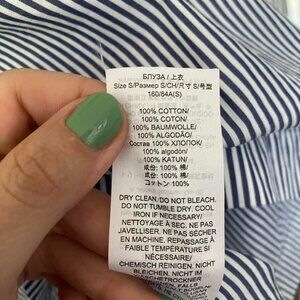 БЛУЗА / 上衣
Size S/Размер S/CH/尺寸 S/号型
160/84A(S)
100% COTTON/
100% COTON/
100% BAUMWOLLE/
100% ALGODÃO/
Состав 100% ХЛОПОК/
100% algodón/
100% KATUN/
成份: 100% 棉/
成份: 100% 棉/
コットン 100%
DRY CLEAN. DO NOT BLEACH.
DO NOT TUMBLE DRY. COOL
IRON IF NECESSARY/
NETTOYAGE À SEC. NE PAS
JAVELLISER. NE PAS SÉCHER
EN MACHINE. REPASSAGE À
FAIBLE TEMPÉRATURE SI
NÉCESSAIRE/
CHEMISCH REINIGEN. NICHT
BLEICHEN. NICHT IM